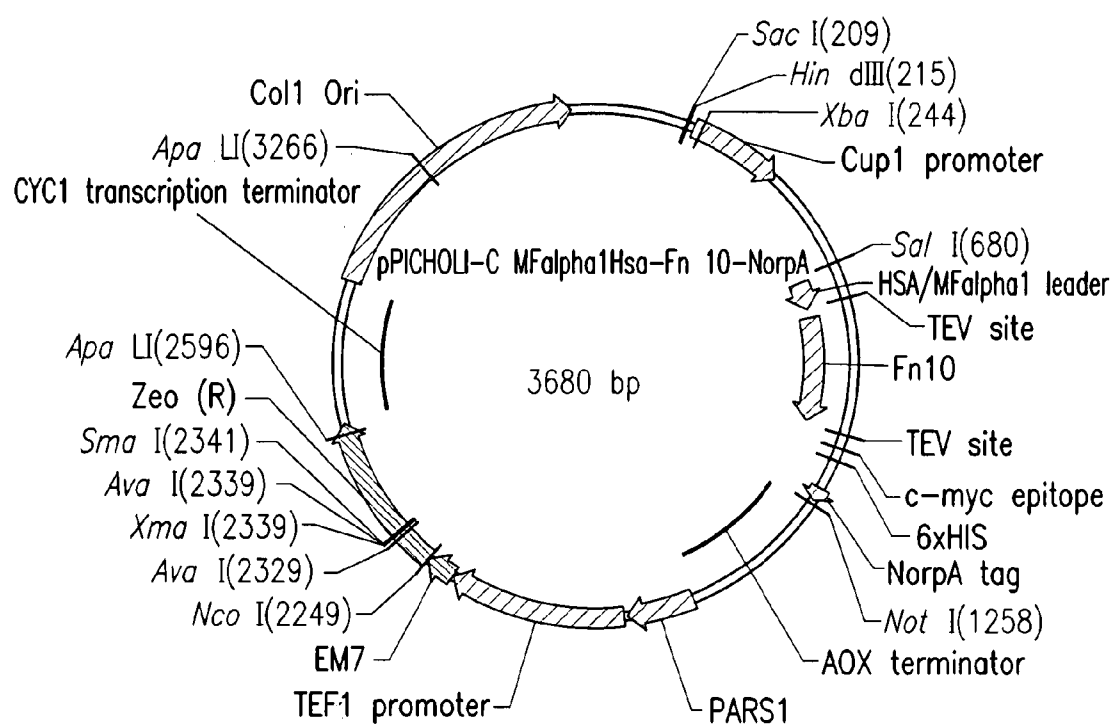 Sac I(209)
Hin dIII(215)
Xba I(244)
Cup1 promoter
Col1 Ori
Apa LI(3266)
CYC1 transcription terminator
pPICHOLI-C MFalpha1Hsa-Fn 10-NorpA
3680 bp
Sal I(680)
HSA/MFalpha1 leader
TEV site
Fn10
TEV site
c-myc epitope
6xHIS
NorpA tag
Not I(1258)
AOX terminator
PARS1
TEF1 promoter
EM7
Nco I(2249)
Ava I(2329)
Xma I(2339)
Ava I(2339)
Sma I(2341)
Zeo (R)
Apa LI(2596)